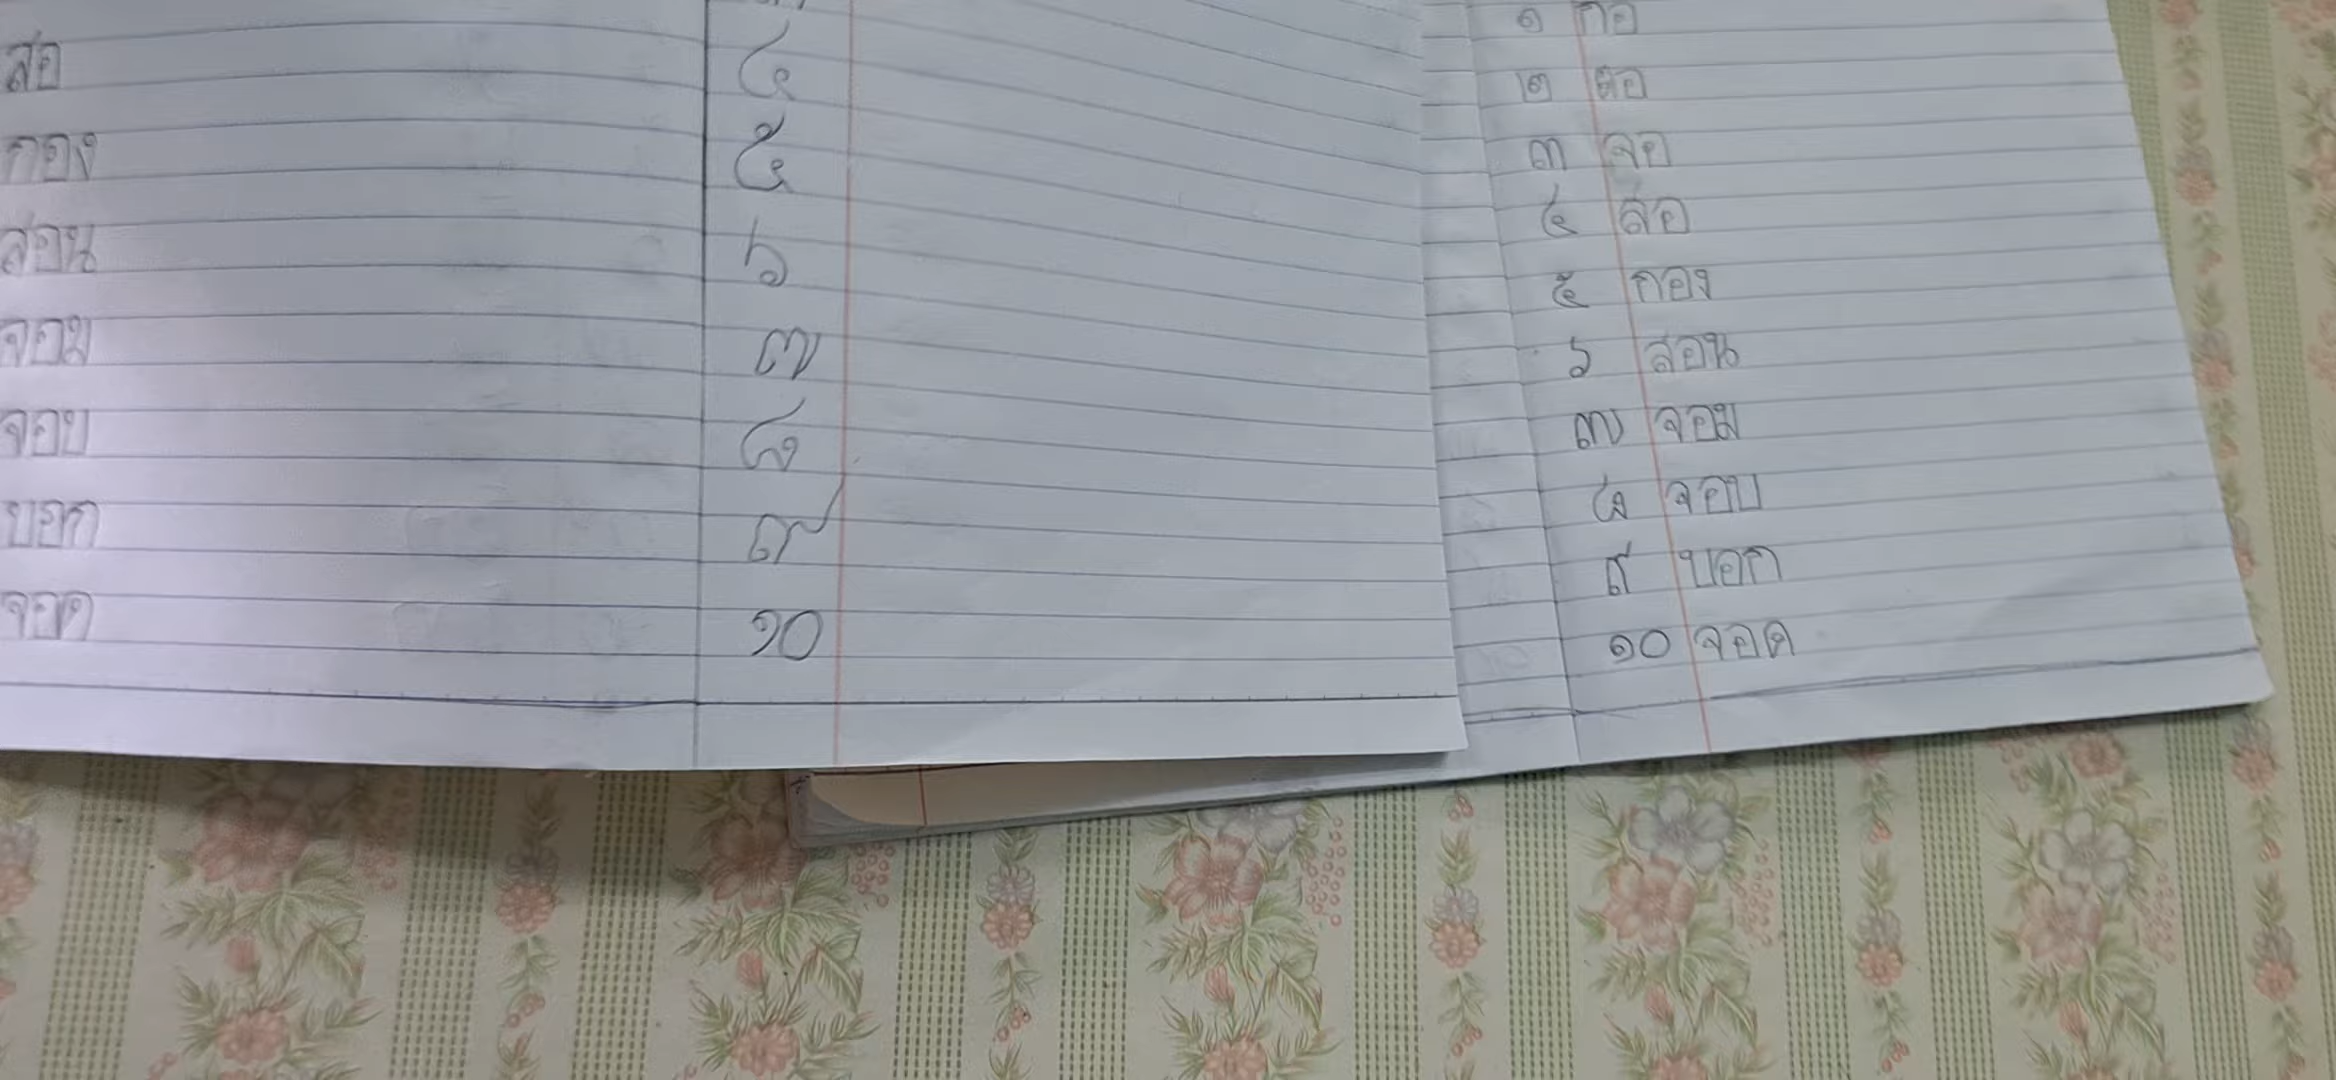 สอ
กอง
สอน
จอม
จอบ
บอก
จอด
๔
๕
๖
๗
๘
๙
๑๐
๑ กอ
๒ ตอ
๓ จอ
๔ สอ
๕ กอง
๖ สอน
๗ จอม
๘ จอบ
๙ บอก
๑๐ จอด